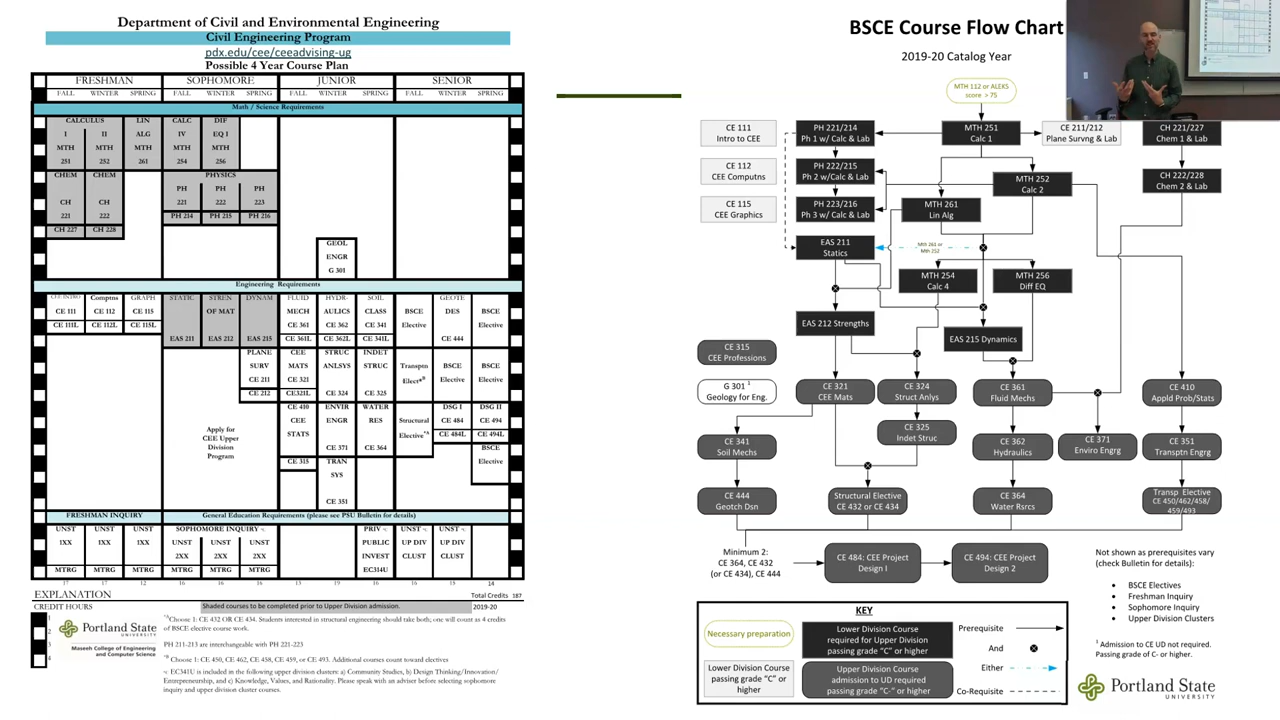 Department of Civil and Environmental Engineering
Civil Engineering Program
pdx.edu/cee/ceeadvising-ug
Possible 4 Year Course Plan
FRESHMAN SOPHOMORE JUNIOR SENIOR
FALL WINTER SPRING FALL WINTER SPRING FALL WINTER SPRING FALL WINTER SPRING
Math / Science Requirements
CALCULUS LIN CALC DIF
I II ALG IV EQ I
MTH MTH MTH MTH MTH
251 252 261 254 256
CHEM CHEM PHYSICS
PH PH PH
CH CH 221 222 223
221 222 PH 214 PH 215 PH 216
CH 227 CH 228
GEOL
ENGR
G 301
Engineering Requirements
CEE INTRO Comptns GRAPH STATIC STREN DYNAM FLUID HYDR- SOIL GEOTE
CE 111 CE 112 CE 115 OF MAT MECH AULICS CLASS BSCE DES BSCE
CE 111L CE 112L CE 115L CE 361 CE 362 CE 341 Elective Elective
EAS 211 EAS 212 EAS 215 CE 361L CE 362L CE 341L CE 444
PLANE CEE STRUC INDET
SURV MATS ANLSYS STRUC Transptn BSCE BSCE
CE 211 CE 321 Elect*ᴮ Elective Elective
CE 212 CE321L CE 324 CE 325
CE 410 ENVIR WATER DSG I DSG II
CEE ENGR RES CE 484 CE 494
Apply for STATS Structural CE 484L CE 494L
CEE Upper CE 371 CE 364 Elective*ᴬ BSCE
Division CE 315 TRAN Elective
Program SYS
CE 351
FRESHMAN INQUIRY General Education Requirements (please see PSU Bulletin for details)
UNST UNST UNST SOPHOMORE INQUIRY PRIV UNST UNST
1XX 1XX 1XX UNST UNST UNST PUBLIC UP DIV UP DIV
2XX 2XX 2XX INVEST CLUST CLUST
MTRG MTRG MTRG MTRG MTRG MTRG EC314U
17 17 12 16 16 16 15 16 16 16 15 14
EXPLANATION Total Credits 187
CREDIT HOURS Shaded courses to be completed prior to Upper Division admission. 2019-20
1
2
3
4
Portland State
UNIVERSITY
Maseeh College of Engineering
and Computer Science
*ᴬChoose 1: CE 432 OR CE 434. Students interested in structural engineering should take both; one will count as 4 credits
of BSCE elective course work.
PH 211-213 are interchangeable with PH 221-223
*ᴮ Choose 1: CE 450, CE 462, CE 458, CE 459, or CE 493. Additional courses count toward electives
EC341U is included in the following upper division clusters: a) Community Studies, b) Design Thinking/Innovation/
Entrepreneurship, and c) Knowledge, Values, and Rationality. Please speak with an adviser before selecting sophomore
inquiry and upper division cluster courses.
BSCE Course Flow Chart
2019-20 Catalog Year
MTH 112 or ALEKS
score > 75
CE 111
Intro to CEE
PH 221/214
Ph 1 w/Calc & Lab
MTH 251
Calc 1
CE 211/212
Plane Survng & Lab
CH 221/227
Chem 1 & Lab
CE 112
CEE Computns
PH 222/215
Ph 2 w/Calc & Lab
MTH 252
Calc 2
CH 222/228
Chem 2 & Lab
CE 115
CEE Graphics
PH 223/216
Ph 3 w/Calc & Lab
MTH 261
Lin Alg
EAS 211
Statics
Mth 261 or
Mth 252
MTH 254
Calc 4
MTH 256
Diff EQ
EAS 212 Strengths
EAS 215 Dynamics
CE 315
CEE Professions
G 301 ¹
Geology for Eng.
CE 321
CEE Mats
CE 324
Struct Anlys
CE 361
Fluid Mechs
CE 410
Appld Prob/Stats
CE 325
Indet Struc
CE 341
Soil Mechs
CE 362
Hydraulics
CE 371
Enviro Engrg
CE 351
Transptn Engrg
CE 444
Geotch Dsn
Structural Elective
CE 432 or CE 434
CE 364
Water Rsrcs
Transp Elective
CE 450/462/458/
459/493
Minimum 2:
CE 364, CE 432
(or CE 434), CE 444
CE 484: CEE Project
Design I
CE 494: CEE Project
Design 2
Not shown as prerequisites vary
(check Bulletin for details):
• BSCE Electives
• Freshman Inquiry
• Sophomore Inquiry
• Upper Division Clusters
KEY
Necessary preparation
Lower Division Course
required for Upper Division
passing grade "C" or higher
Lower Division Course
passing grade "C" or
higher
Upper Division Course
admission to UD required
passing grade "C-" or higher
Prerequisite
And
Either
Co-Requisite
¹ Admission to CE UD not required.
Passing grade of C- or higher.
Portland State
UNIVERSITY